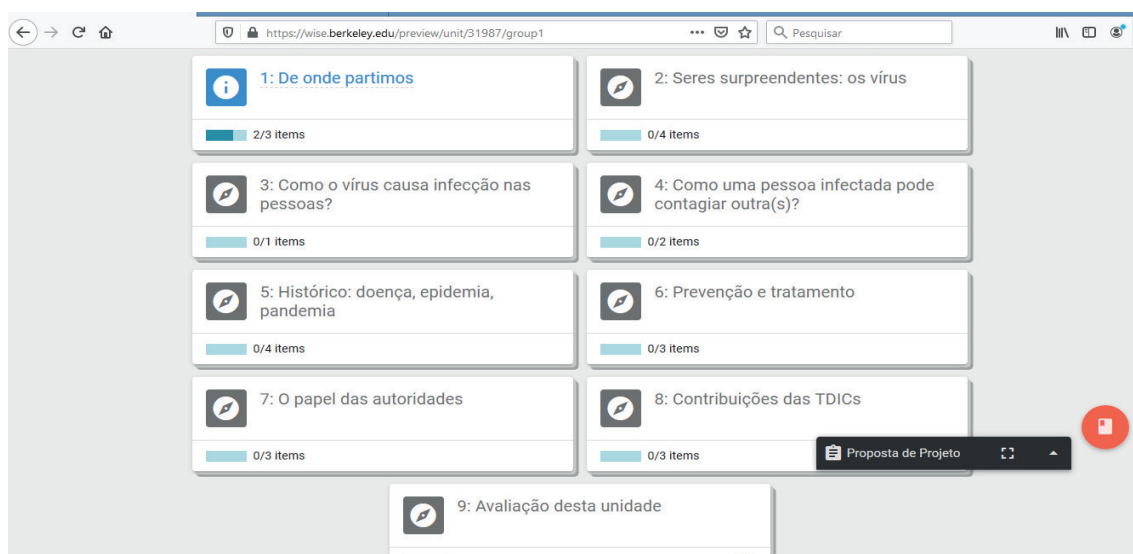 https://wise.berkeley.edu/preview/unit/31987/group1
Pesquisar
1: De onde partimos
2/3 items
2: Seres surpreendentes: os vírus
0/4 items
3: Como o vírus causa infecção nas
pessoas?
0/1 items
4: Como uma pessoa infectada pode
contagiar outra(s)?
0/2 items
5: Histórico: doença, epidemia,
pandemia
0/4 items
6: Prevenção e tratamento
0/3 items
7: O papel das autoridades
0/3 items
8: Contribuições das TDICs
0/3 items
Proposta de Projeto
9: Avaliação desta unidade